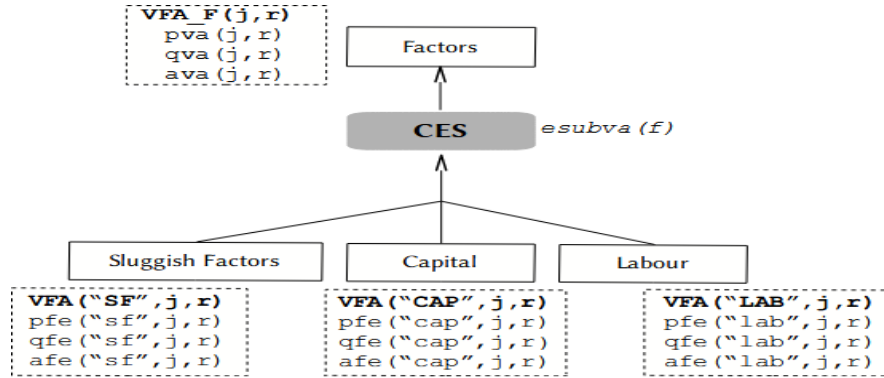 VFA_F(j,r)
pva(j,r)
qva(j,r)
ava(j,r)
Factors
CES
esubva(f)
Sluggish Factors
Capital
Labour
VFA(“SF”,j,r)
pfe(“sf”,j,r)
qfe(“sf”,j,r)
afe(“sf”,j,r)
VFA(“CAP”,j,r)
pfe(“cap”,j,r)
qfe(“cap”,j,r)
afe(“cap”,j,r)
VFA(“LAB”,j,r)
pfe(“lab”,j,r)
qfe(“lab”,j,r)
afe(“lab”,j,r)